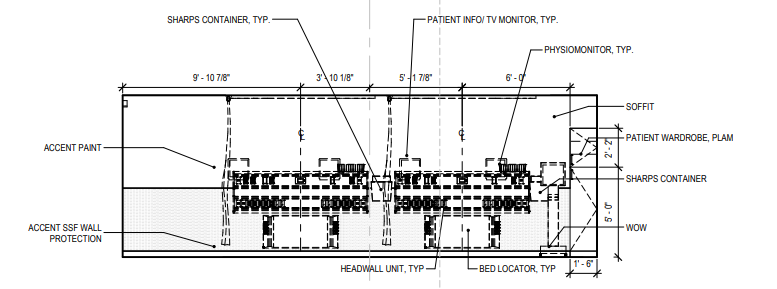 SHARPS CONTAINER, TYP.
PATIENT INFO/ TV MONITOR, TYP.
PHYSIOMONITOR, TYP.
9' - 10 7/8"
3' - 10 1/8"
5' - 1 7/8"
6' - 0"
SOFFIT
PATIENT WARDROBE, PLAM
2' - 2"
ACCENT PAINT
SHARPS CONTAINER
5' - 0"
ACCENT SSF WALL
PROTECTION
WOW
HEADWALL UNIT, TYP
BED LOCATOR, TYP
1' - 6"